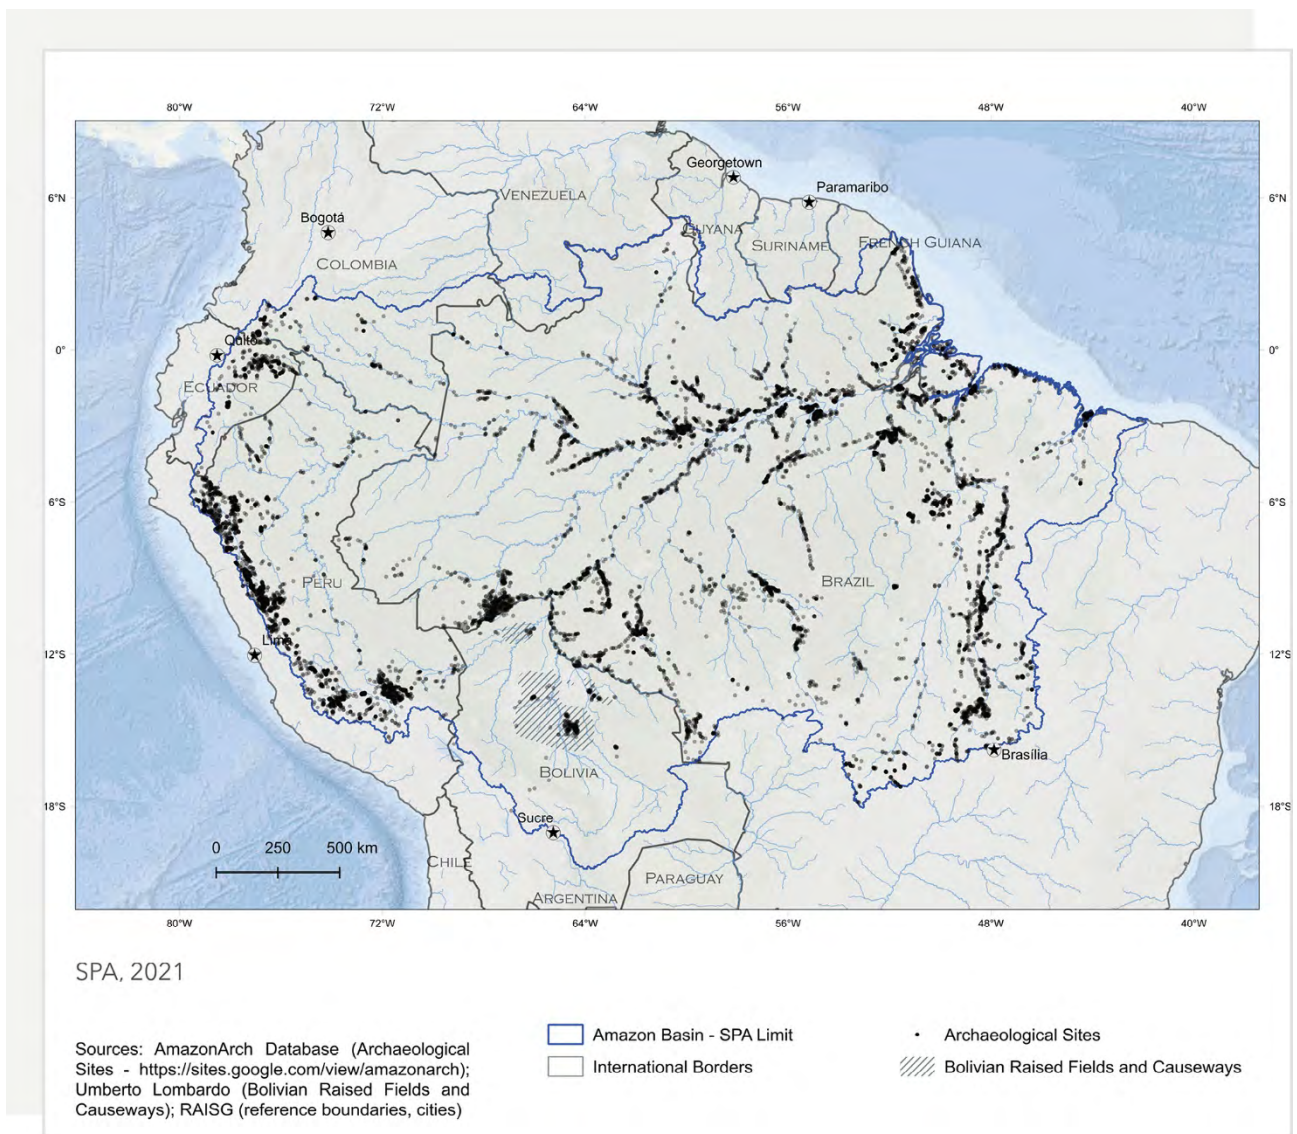 80°W 72°W 64°W 56°W 48°W 40°W
Georgetown
Paramaribo
6°N VENEZUELA 6°N
Bogotá
GUYANA
SURINAME FRENCH GUIANA
COLOMBIA
Quito
0° 0°
ECUADOR
6°S 6°S
PERU BRAZIL
Lima
12°S 12°S
Brasília
BOLIVIA
18°S 18°S
Sucre
0 250 500 km
CHILE
PARAGUAY
ARGENTINA
80°W 72°W 64°W 56°W 48°W 40°W
SPA, 2021
Sources: AmazonArch Database (Archaeological
Sites - https://sites.google.com/view/amazonarch);
Umberto Lombardo (Bolivian Raised Fields and
Causeways); RAISG (reference boundaries, cities)
Amazon Basin - SPA Limit
International Borders
Archaeological Sites
Bolivian Raised Fields and Causeways